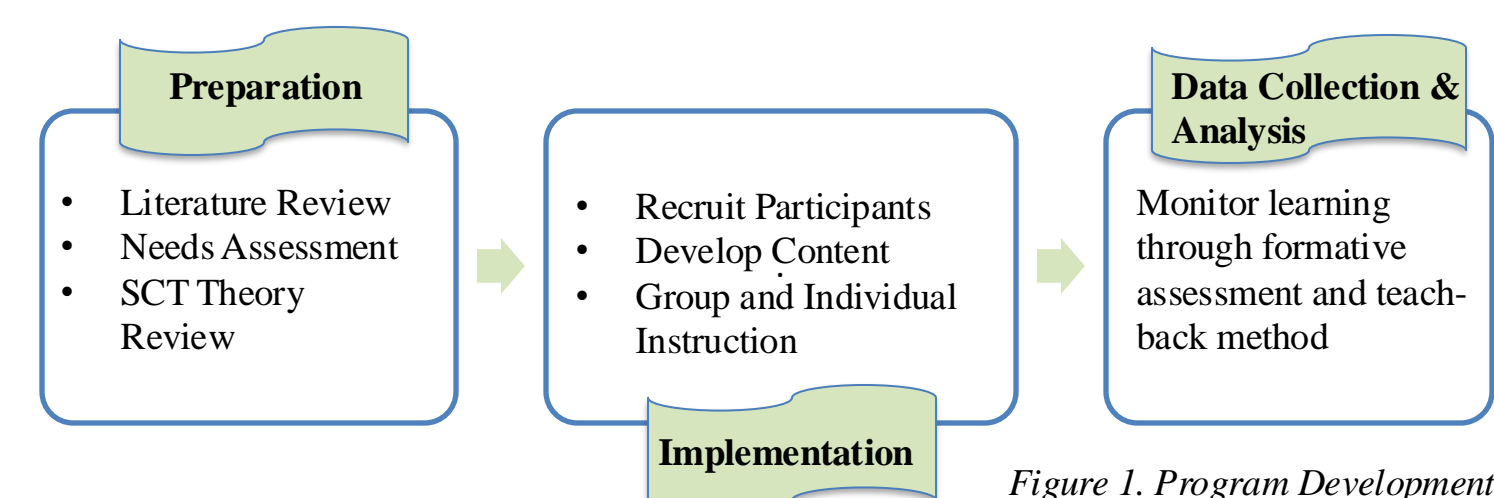 Preparation
• Literature Review
• Needs Assessment
• SCT Theory
Review
• Recruit Participants
• Develop Content
.
• Group and Individual
Instruction
Implementation
Data Collection &
Analysis
Monitor learning
through formative
assessment and teach-
back method
Figure 1. Program Development